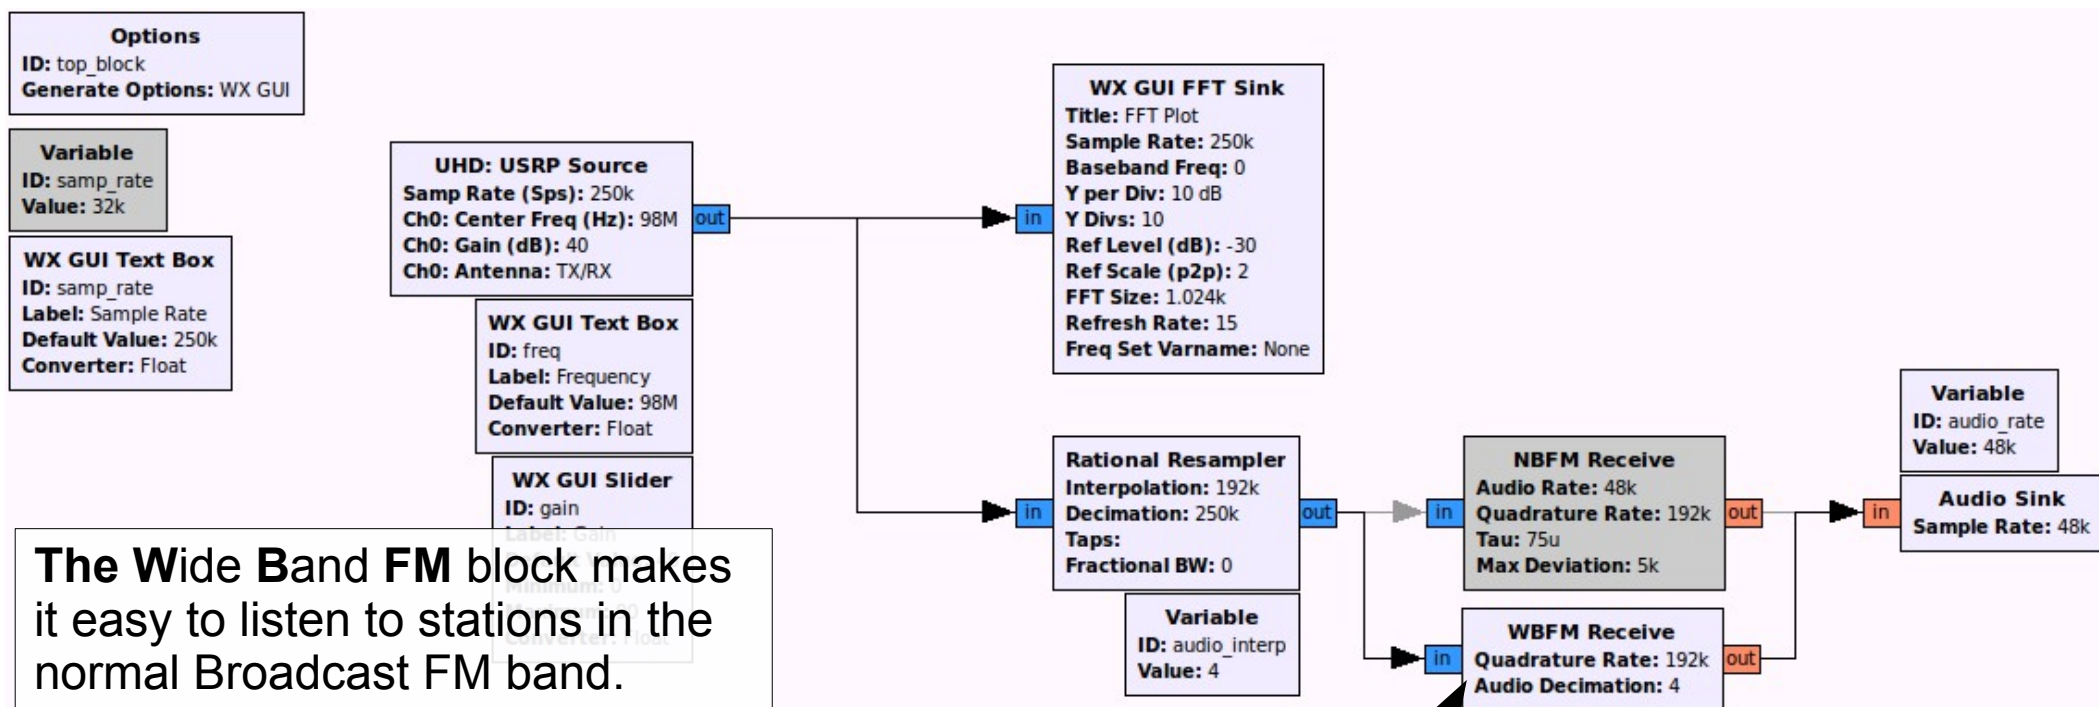 Options
ID: top_block
Generate Options: WX GUI
Variable
ID: samp_rate
Value: 32k
WX GUI Text Box
ID: samp_rate
Label: Sample Rate
Default Value: 250k
Converter: Float
UHD: USRP Source
Samp Rate (Sps): 250k
Ch0: Center Freq (Hz): 98M
Ch0: Gain (dB): 40
Ch0: Antenna: TX/RX
out
WX GUI Text Box
ID: freq
Label: Frequency
Default Value: 98M
Converter: Float
WX GUI Slider
ID: gain
Label: Gain
Minimum: 0
Converter: Float
The Wide Band FM block makes
it easy to listen to stations in the
normal Broadcast FM band.
in
WX GUI FFT Sink
Title: FFT Plot
Sample Rate: 250k
Baseband Freq: 0
Y per Div: 10 dB
Y Divs: 10
Ref Level (dB): -30
Ref Scale (p2p): 2
FFT Size: 1.024k
Refresh Rate: 15
Freq Set Varname: None
in
Rational Resampler
Interpolation: 192k
Decimation: 250k
Taps:
Fractional BW: 0
out
Variable
ID: audio_interp
Value: 4
in
NBFM Receive
Audio Rate: 48k
Quadrature Rate: 192k
Tau: 75u
Max Deviation: 5k
out
in
WBFM Receive
Quadrature Rate: 192k
Audio Decimation: 4
out
Variable
ID: audio_rate
Value: 48k
in
Audio Sink
Sample Rate: 48k